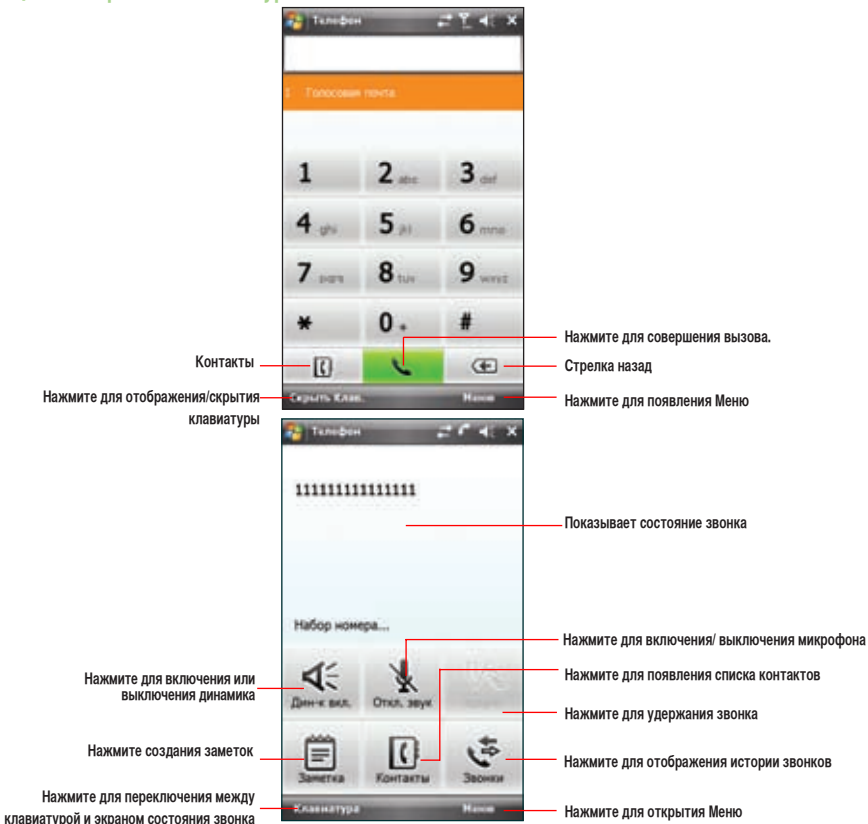 Телефон
1 Голосовая почта
1
2 abc
3 def
4 ghi
5 jkl
6 mno
7 pqrs
8 tuv
9 wxyz
* 0 + #
Нажмите для совершения вызова.
Контакты
Стрелка назад
Нажмите для отображения/скрытия
клавиатуры
Скрыть Клав.
Меню
Нажмите для появления Меню
Телефон
111111111111111
Показывает состояние звонка
Набор номера...
Нажмите для включения/ выключения микрофона
Нажмите для включения или
выключения динамика
Дин-к вкл.
Откл. звук
Нажмите для появления списка контактов
Нажмите для удержания звонка
Нажмите создания заметок
Заметка
Контакты
Звонки
Нажмите для отображения истории звонков
Нажмите для переключения между
клавиатурой и экраном состояния звонка
Клавиатура
Меню
Нажмите для открытия Меню